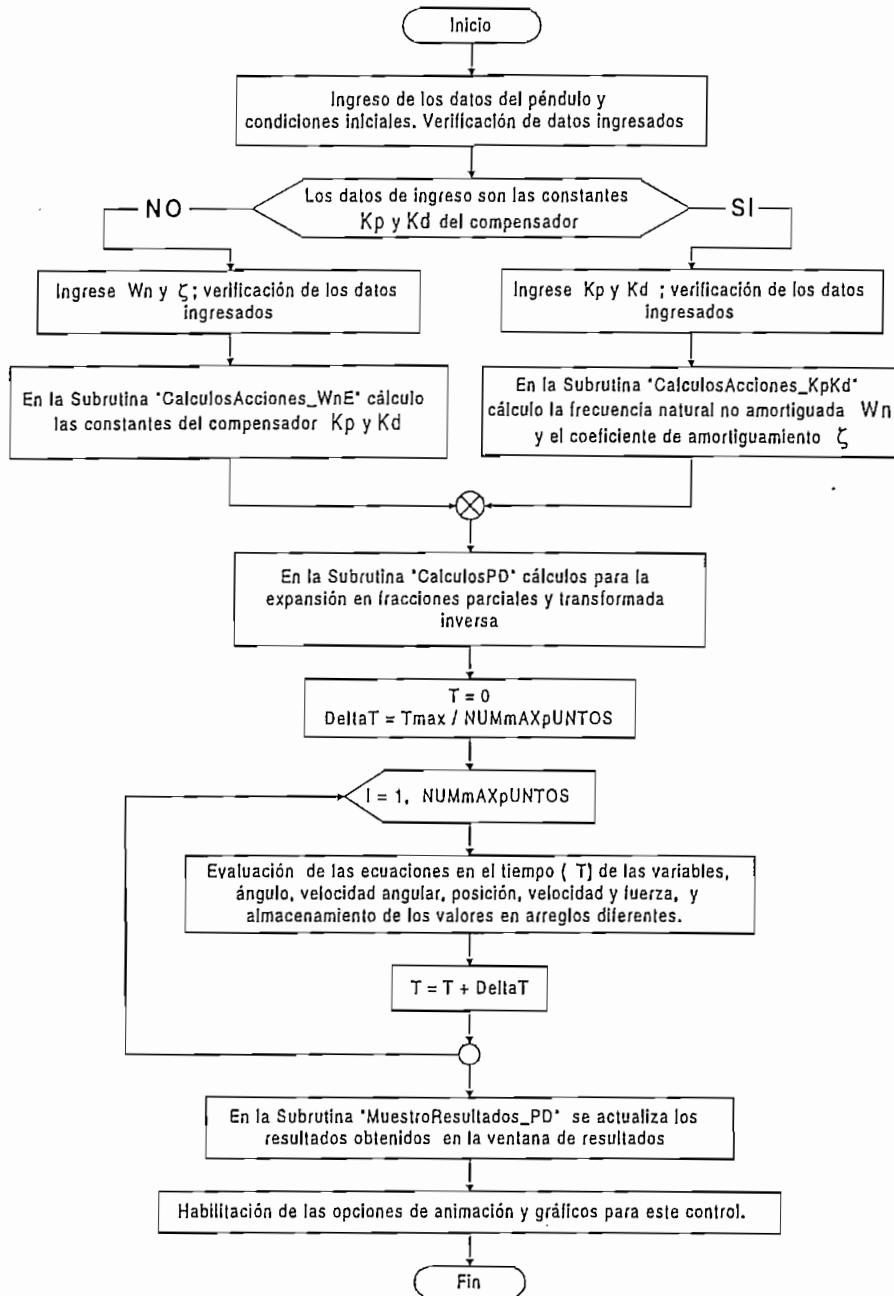 Inicio
Ingreso de los datos del péndulo y
condiciones iniciales. Verificación de datos ingresados
Los datos de ingreso son las constantes
Kp y Kd del compensador
NO
SI
Ingrese Wn y ζ; verificación de los datos
ingresados
Ingrese Kp y Kd ; verificación de los datos
ingresados
En la Subrutina "CalculosAcciones_WnE" cálculo
las constantes del compensador Kp y Kd
En la Subrutina "CalculosAcciones_KpKd"
cálculo la frecuencia natural no amortiguada Wn
y el coeficiente de amortiguamiento ζ
En la Subrutina "CalculosPD" cálculos para la
expansión en fracciones parciales y transformada
inversa
T = 0
DeltaT = Tmax / NUMmAXpUNTOS
I = 1, NUMmAXpUNTOS
Evaluación de las ecuaciones en el tiempo ( T) de las variables,
ángulo, velocidad angular, posición, velocidad y fuerza, y
almacenamiento de los valores en arreglos diferentes.
T = T + DeltaT
En la Subrutina "MuestroResultados_PD" se actualiza los
resultados obtenidos en la ventana de resultados
Habilitación de las opciones de animación y gráficos para este control.
Fin